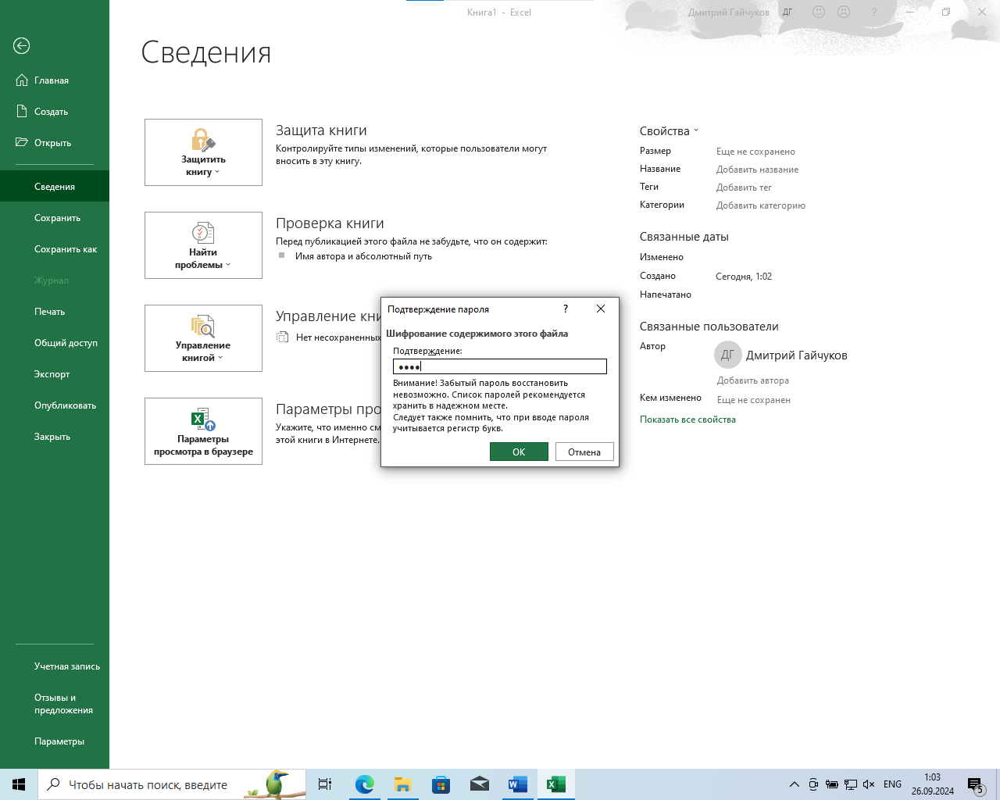 Книга1 - Excel
Дмитрий Гайчуков
ДГ
?
Сведения
Главная
Создать
Открыть
Сведения
Сохранить
Сохранить как
Журнал
Печать
Общий доступ
Экспорт
Опубликовать
Закрыть
Учетная запись
Отзывы и
предложения
Параметры
Защитить
книгу
Защита книги
Контролируйте типы изменений, которые пользователи могут
вносить в эту книгу.
Найти
проблемы
Проверка книги
Перед публикацией этого файла не забудьте, что он содержит:
Имя автора и абсолютный путь
Управление
книгой
Управление кни
Нет несохраненных
Параметры
просмотра в браузере
Параметры про
Укажите, что именно см
этой книги в Интернете.
Подтверждение пароля
?
Шифрование содержимого этого файла
Подтверждение:
••••
Внимание! Забытый пароль восстановить
невозможно. Список паролей рекомендуется
хранить в надежном месте.
Следует также помнить, что при вводе пароля
учитывается регистр букв.
ОК
Отмена
Свойства
Размер Еще не сохранено
Название Добавить название
Теги Добавить тег
Категории Добавить категорию
Связанные даты
Изменено
Создано Сегодня, 1:02
Напечатано
Связанные пользователи
Автор ДГ Дмитрий Гайчуков
Добавить автора
Кем изменено Еще не сохранен
Показать все свойства
Чтобы начать поиск, введите
ENG
1:03
26.09.2024
5